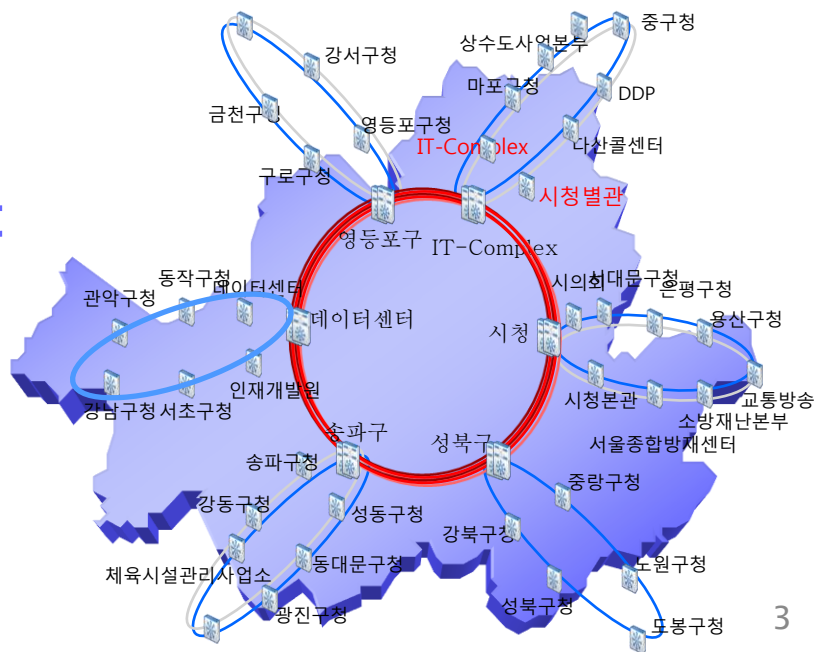 강서구청
금천구청
영등포구청
구로구청
상수도사업본부
중구청
마포구청
DDP
다산콜센터
IT-Complex
시청별관
영등포구
IT-Complex
동작구청
데이터센터
관악구청
데이터센터
강남구청
서초구청
인재개발원
시의회
서대문구청
은평구청
용산구청
시청
시청본관
교통방송
소방재난본부
서울종합방재센터
송파구
송파구청
강동구청
성동구청
동대문구청
체육시설관리사업소
광진구청
성북구
중랑구청
강북구청
노원구청
성북구청
도봉구청
3